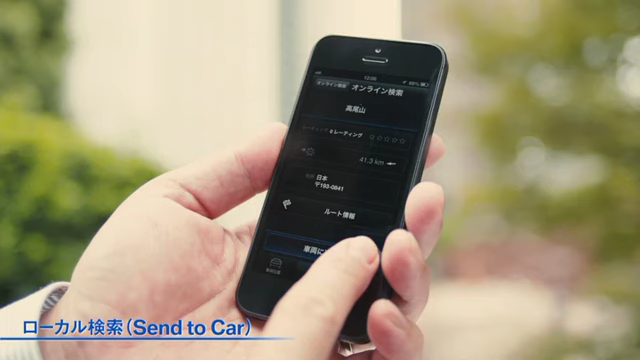 12:05
オンライン検索
高尾山
6 レーティング
41.3 km
日本
〒193-0841
ルート情報
車両に
ローカル検索(Send to Car)